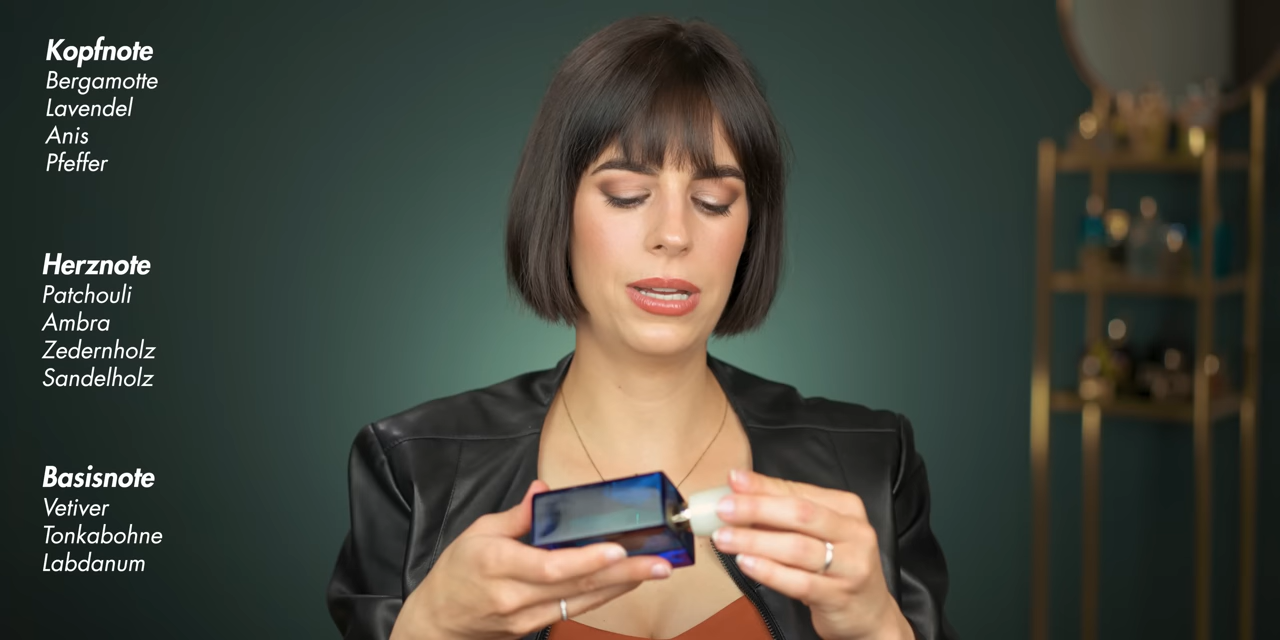 Kopfnote
Bergamotte
Lavendel
Anis
Pfeffer
Herznote
Patchouli
Ambra
Zedernholz
Sandelholz
Basisnote
Vetiver
Tonkabohne
Labdanum